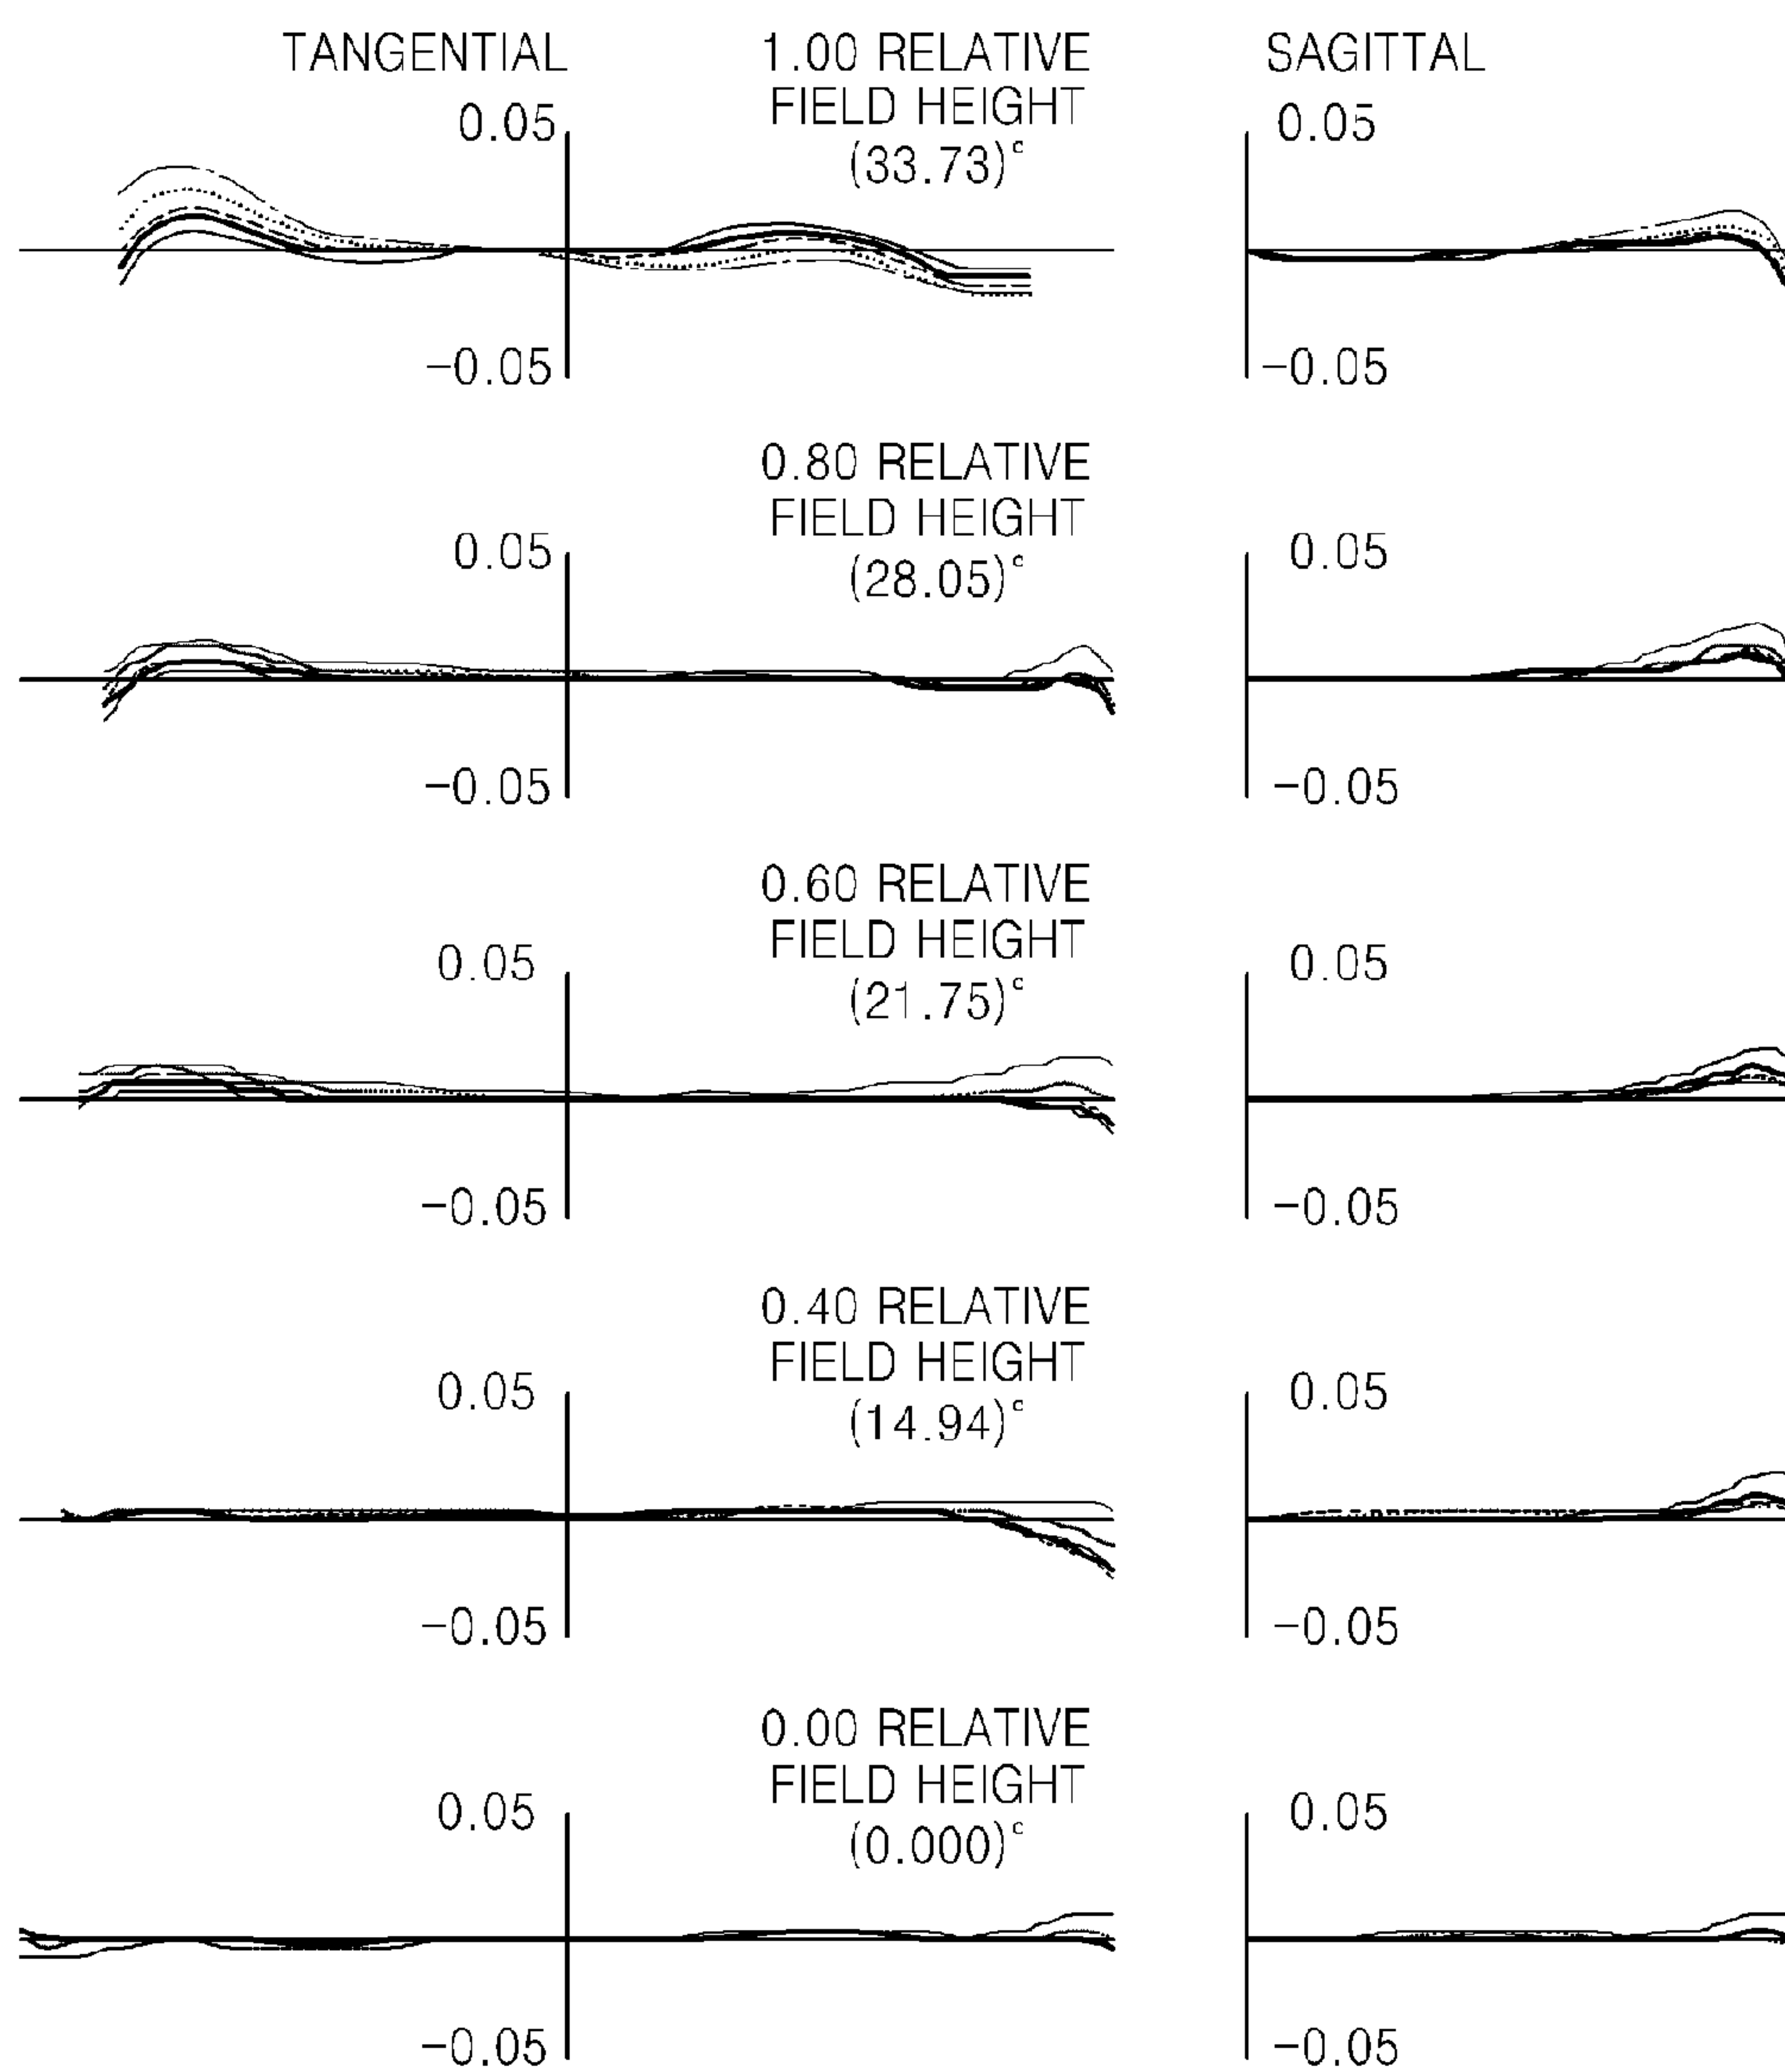 TANGENTIAL
1.00 RELATIVE
FIELD HEIGHT
(33.73)°
SAGITTAL
0.05
0.05
-0.05
-0.05
0.80 RELATIVE
FIELD HEIGHT
(28.05)°
0.05
0.05
-0.05
-0.05
0.60 RELATIVE
FIELD HEIGHT
(21.75)°
0.05
0.05
-0.05
-0.05
0.40 RELATIVE
FIELD HEIGHT
(14.94)°
0.05
0.05
-0.05
-0.05
0.00 RELATIVE
FIELD HEIGHT
(0.000)°
0.05
0.05
-0.05
-0.05